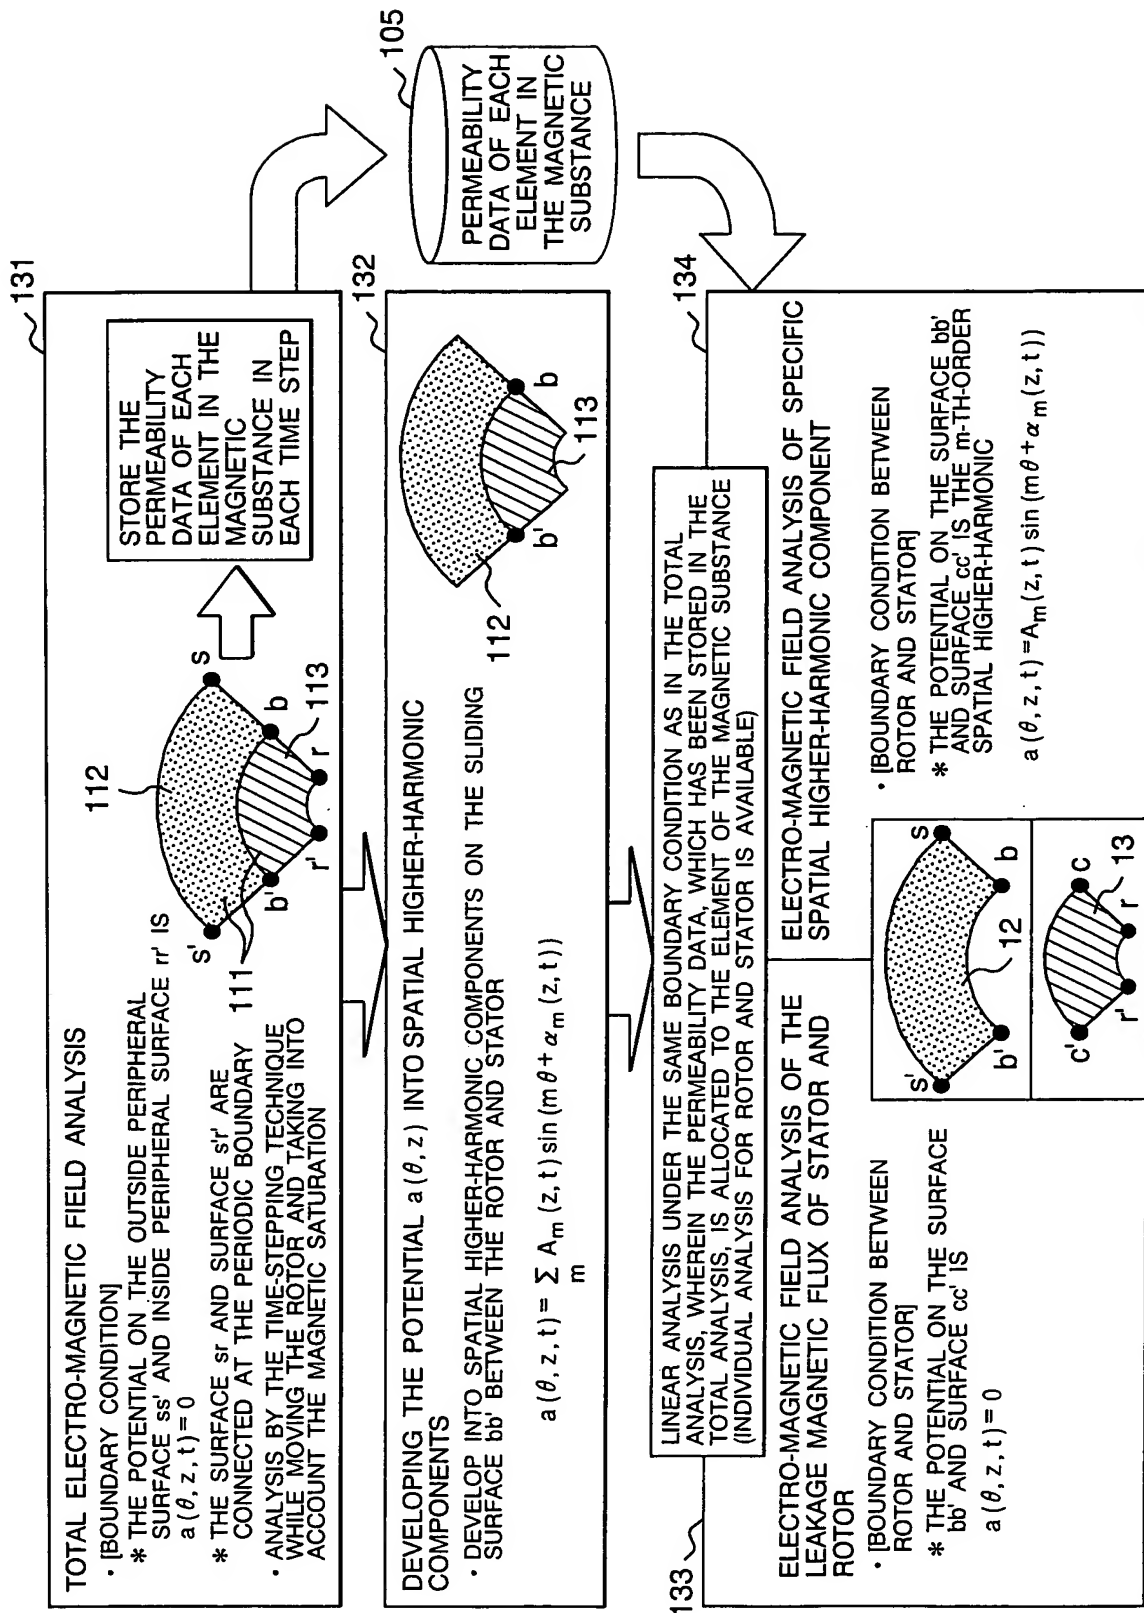 131
TOTAL ELECTRO-MAGNETIC FIELD ANALYSIS
· [BOUNDARY CONDITION]
* THE POTENTIAL ON THE OUTSIDE PERIPHERAL
SURFACE ss' AND INSIDE PERIPHERAL SURFACE rr' IS
a (θ, z, t) = 0
* THE SURFACE sr AND SURFACE s'r' ARE
CONNECTED AT THE PERIODIC BOUNDARY
· ANALYSIS BY THE TIME-STEPPING TECHNIQUE
WHILE MOVING THE ROTOR AND TAKING INTO
ACCOUNT THE MAGNETIC SATURATION
112
s'
s
b'
b
r'
r
111
113
STORE THE
PERMEABILITY
DATA OF EACH
ELEMENT IN THE
MAGNETIC
SUBSTANCE IN
EACH TIME STEP
105
PERMEABILITY
DATA OF EACH
ELEMENT IN
THE MAGNETIC
SUBSTANCE
132
DEVELOPING THE POTENTIAL a (θ, z) INTO SPATIAL HIGHER-HARMONIC
COMPONENTS
· DEVELOP INTO SPATIAL HIGHER-HARMONIC COMPONENTS ON THE SLIDING
SURFACE bb' BETWEEN THE ROTOR AND STATOR
a (θ, z, t) = Σ A_m (z, t) sin (mθ + α_m (z, t))
m
112
b'
b
113
133
134
LINEAR ANALYSIS UNDER THE SAME BOUNDARY CONDITION AS IN THE TOTAL
ANALYSIS, WHEREIN THE PERMEABILITY DATA, WHICH HAS BEEN STORED IN THE
TOTAL ANALYSIS, IS ALLOCATED TO THE ELEMENT OF THE MAGNETIC SUBSTANCE
(INDIVIDUAL ANALYSIS FOR ROTOR AND STATOR IS AVAILABLE)
ELECTRO-MAGNETIC FIELD ANALYSIS OF THE
LEAKAGE MAGNETIC FLUX OF STATOR AND
ROTOR
· [BOUNDARY CONDITION BETWEEN
ROTOR AND STATOR]
* THE POTENTIAL ON THE SURFACE
bb' AND SURFACE cc' IS
a (θ, z, t) = 0
s'
s
b'
b
12
c'
c
r'
r
13
ELECTRO-MAGNETIC FIELD ANALYSIS OF SPECIFIC
SPATIAL HIGHER-HARMONIC COMPONENT
· [BOUNDARY CONDITION BETWEEN
ROTOR AND STATOR]
* THE POTENTIAL ON THE SURFACE bb'
AND SURFACE cc' IS THE m-TH-ORDER
SPATIAL HIGHER-HARMONIC
a (θ, z, t) = A_m (z, t) sin (mθ + α_m (z, t))